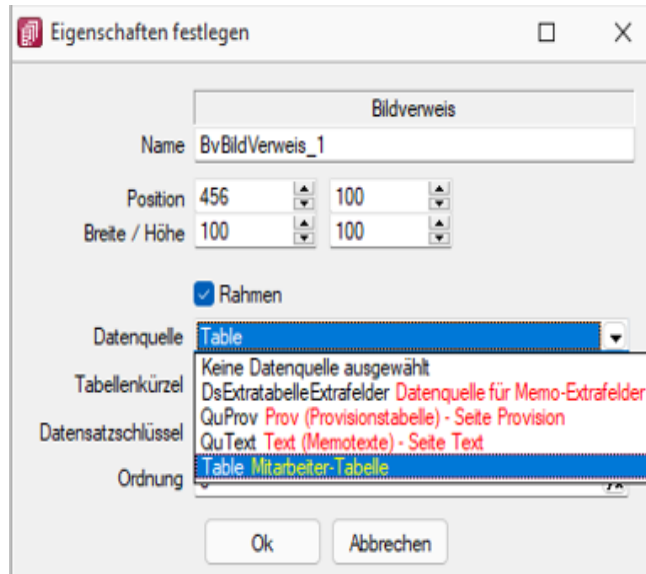 Eigenschaften festlegen
Bildverweis
Name BvBildVerweis_1
Position 456 100
Breite / Höhe 100 100
Rahmen
Datenquelle Table
Keine Datenquelle ausgewählt
Tabellenkürzel DsExtratabelleExtrafelder Datenquelle für Memo-Extrafelder
QuProv Prov (Provisionstabelle) - Seite Provision
Datensatzschlüssel QuText Text (Memotexte) - Seite Text
Table Mitarbeiter-Tabelle
Ordnung
Ok Abbrechen